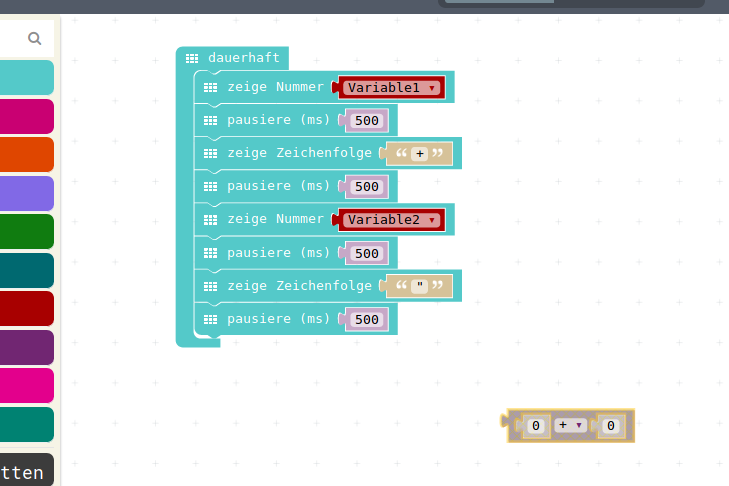 dauerhaft
zeige Nummer Variable1 ▾
pausiere (ms) 500
zeige Zeichenfolge “ + ”
pausiere (ms) 500
zeige Nummer Variable2 ▾
pausiere (ms) 500
zeige Zeichenfolge “ " ”
pausiere (ms) 500
0 + ▾ 0
tten